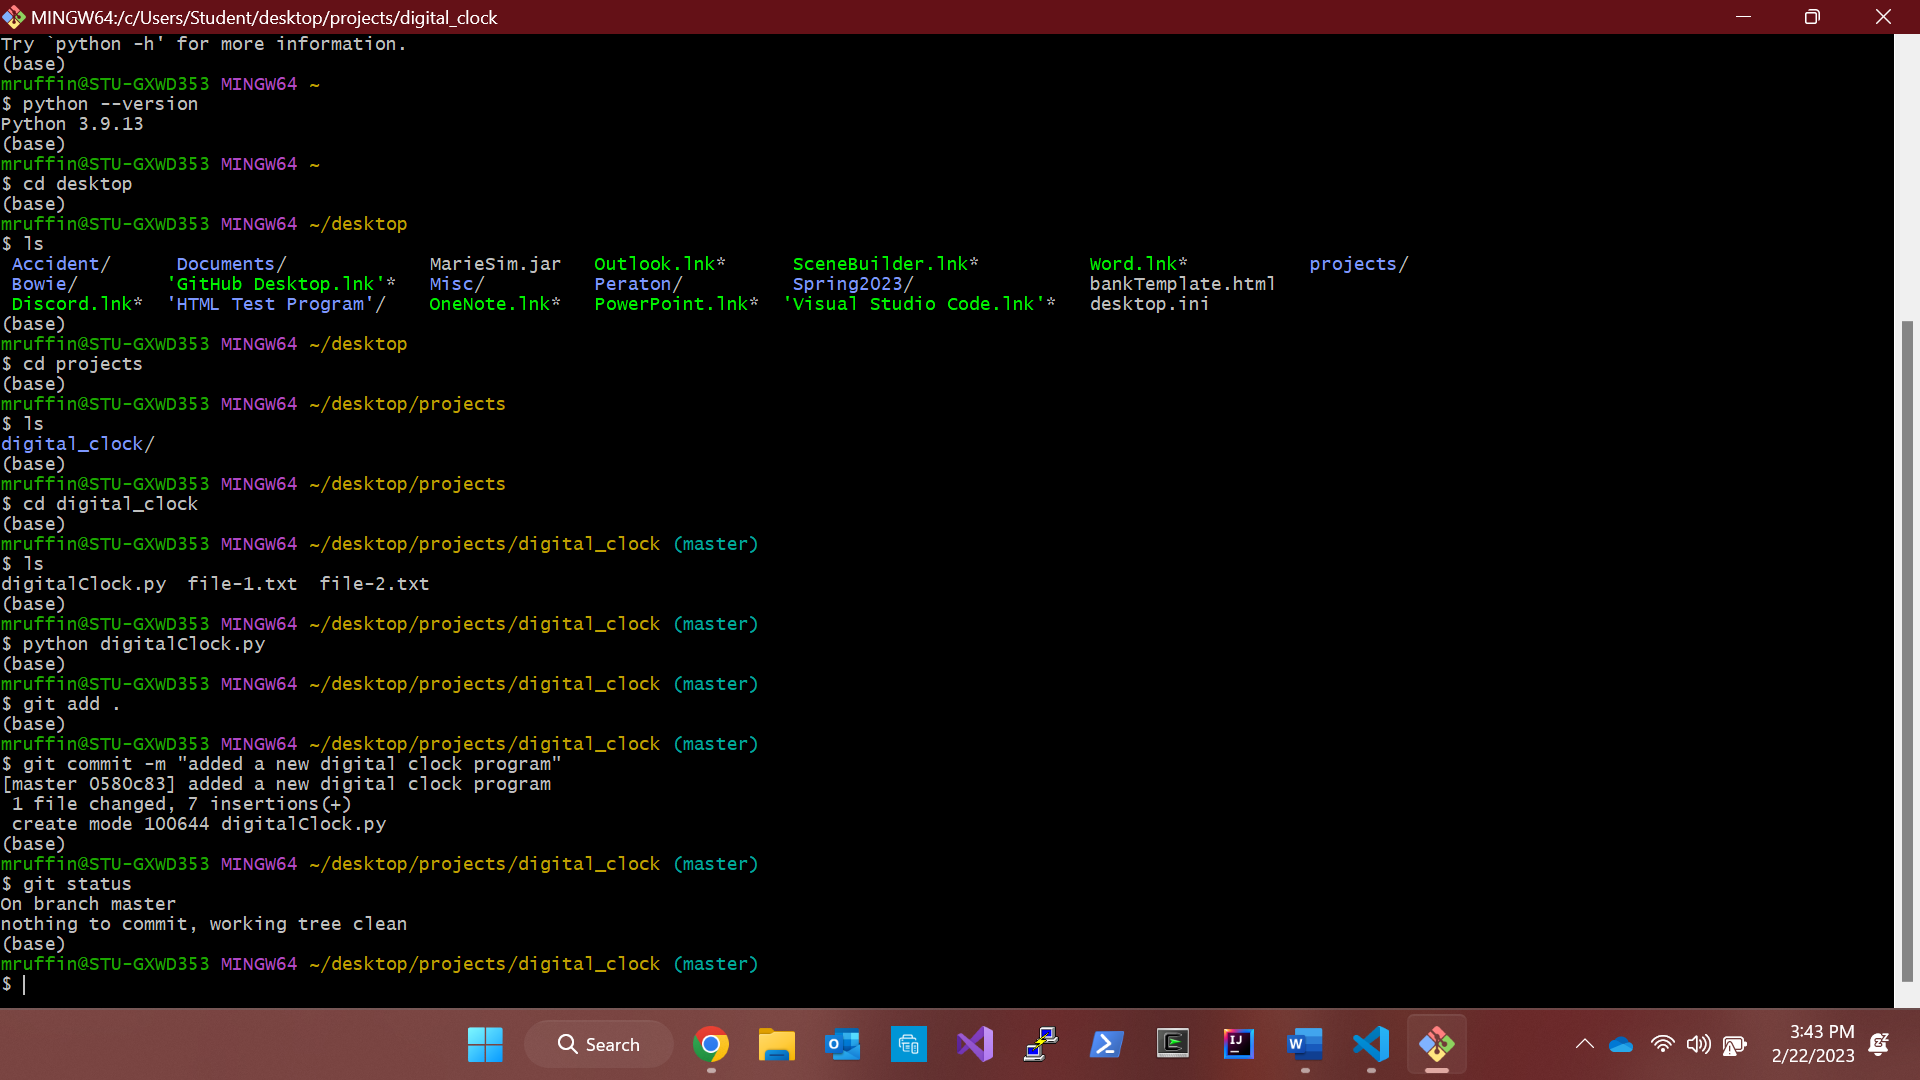 MINGW64:/c/Users/Student/desktop/projects/digital_clock
Try `python -h' for more information.
(base)
mruffin@STU-GXWD353 MINGW64 ~
$ python --version
Python 3.9.13
(base)
mruffin@STU-GXWD353 MINGW64 ~
$ cd desktop
(base)
mruffin@STU-GXWD353 MINGW64 ~/desktop
$ ls
Accident/ Documents/ MarieSim.jar Outlook.lnk* SceneBuilder.lnk* Word.lnk* projects/
Bowie/ 'GitHub Desktop.lnk'* Misc/ Peraton/ Spring2023/ bankTemplate.html
Discord.lnk* 'HTML Test Program'/ OneNote.lnk* PowerPoint.lnk* 'Visual Studio Code.lnk'* desktop.ini
(base)
mruffin@STU-GXWD353 MINGW64 ~/desktop
$ cd projects
(base)
mruffin@STU-GXWD353 MINGW64 ~/desktop/projects
$ ls
digital_clock/
(base)
mruffin@STU-GXWD353 MINGW64 ~/desktop/projects
$ cd digital_clock
(base)
mruffin@STU-GXWD353 MINGW64 ~/desktop/projects/digital_clock (master)
$ ls
digitalClock.py file-1.txt file-2.txt
(base)
mruffin@STU-GXWD353 MINGW64 ~/desktop/projects/digital_clock (master)
$ python digitalClock.py
(base)
mruffin@STU-GXWD353 MINGW64 ~/desktop/projects/digital_clock (master)
$ git add .
(base)
mruffin@STU-GXWD353 MINGW64 ~/desktop/projects/digital_clock (master)
$ git commit -m "added a new digital clock program"
[master 0580c83] added a new digital clock program
1 file changed, 7 insertions(+)
create mode 100644 digitalClock.py
(base)
mruffin@STU-GXWD353 MINGW64 ~/desktop/projects/digital_clock (master)
$ git status
On branch master
nothing to commit, working tree clean
(base)
mruffin@STU-GXWD353 MINGW64 ~/desktop/projects/digital_clock (master)
$
Search
3:43 PM
2/22/2023